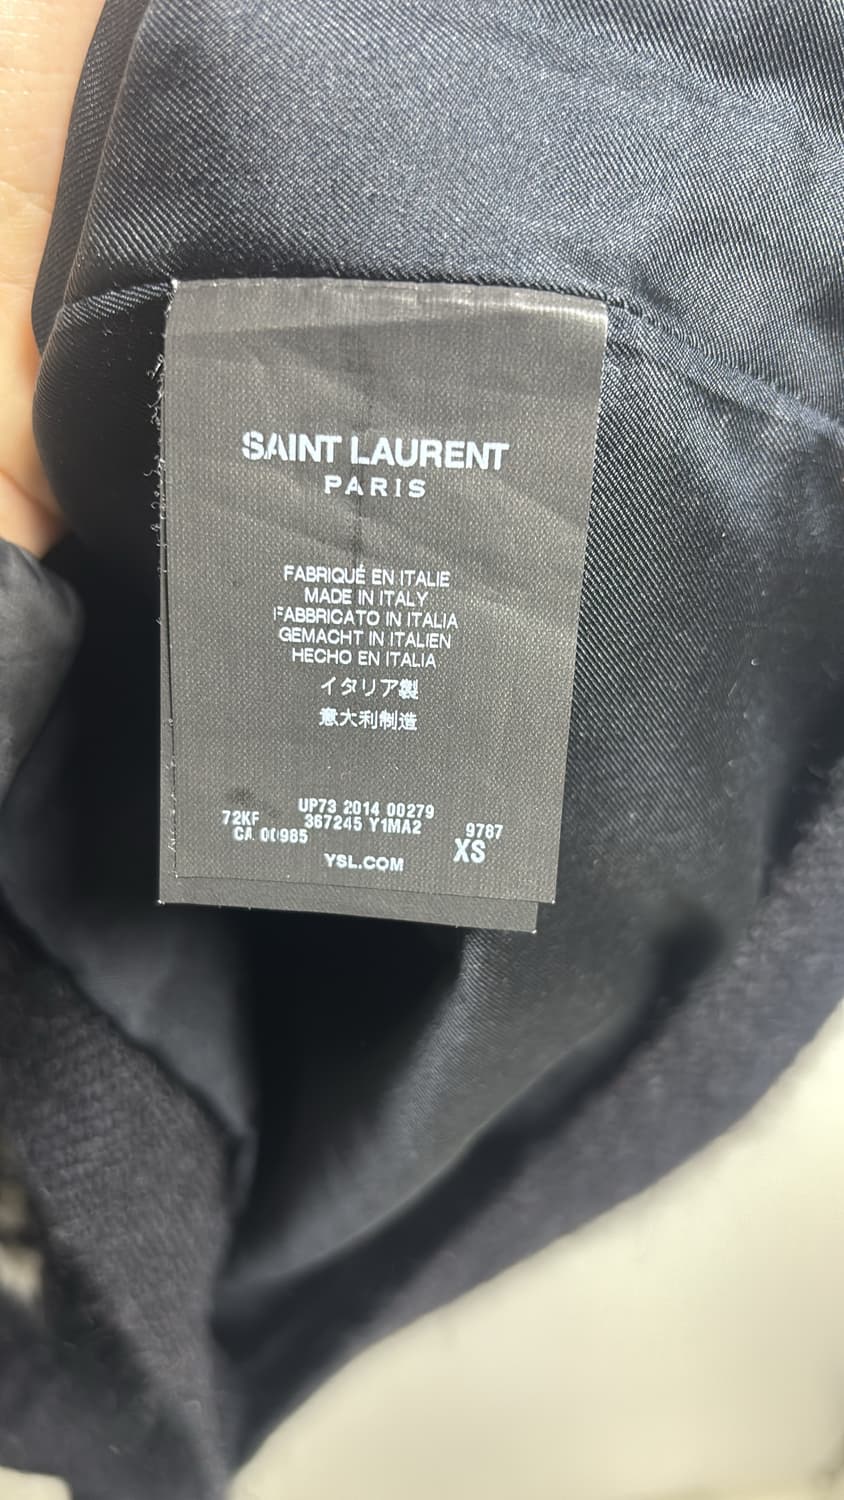 SAINT LAURENT
PARIS
FABRIQUÉ EN ITALIE
MADE IN ITALY
FABBRICATO IN ITALIA
GEMACHT IN ITALIEN
HECHO EN ITALIA
イタリア製
意大利制造
UP73 2014 00279
72KF 367245 Y1MA2 9787
CA 00985 XS
YSL.COM